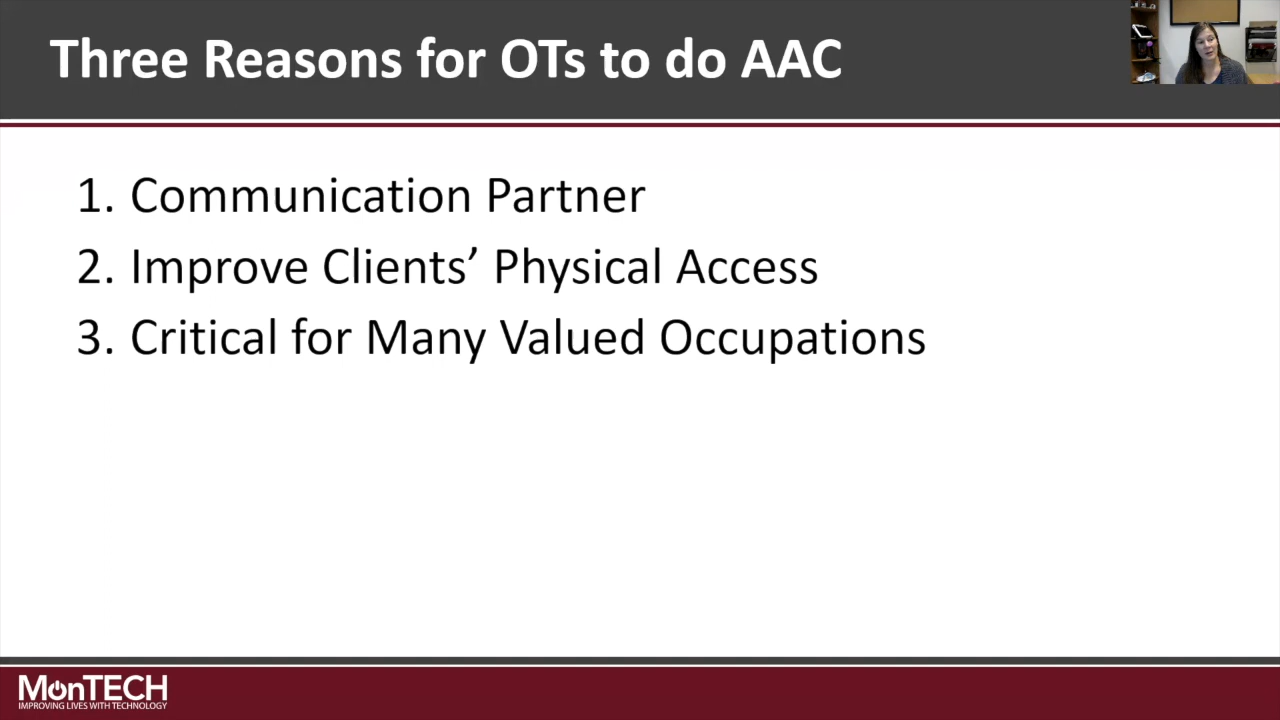 Three Reasons for OTs to do AAC
1. Communication Partner
2. Improve Clients’ Physical Access
3. Critical for Many Valued Occupations
MonTECH
IMPROVING LIVES WITH TECHNOLOGY